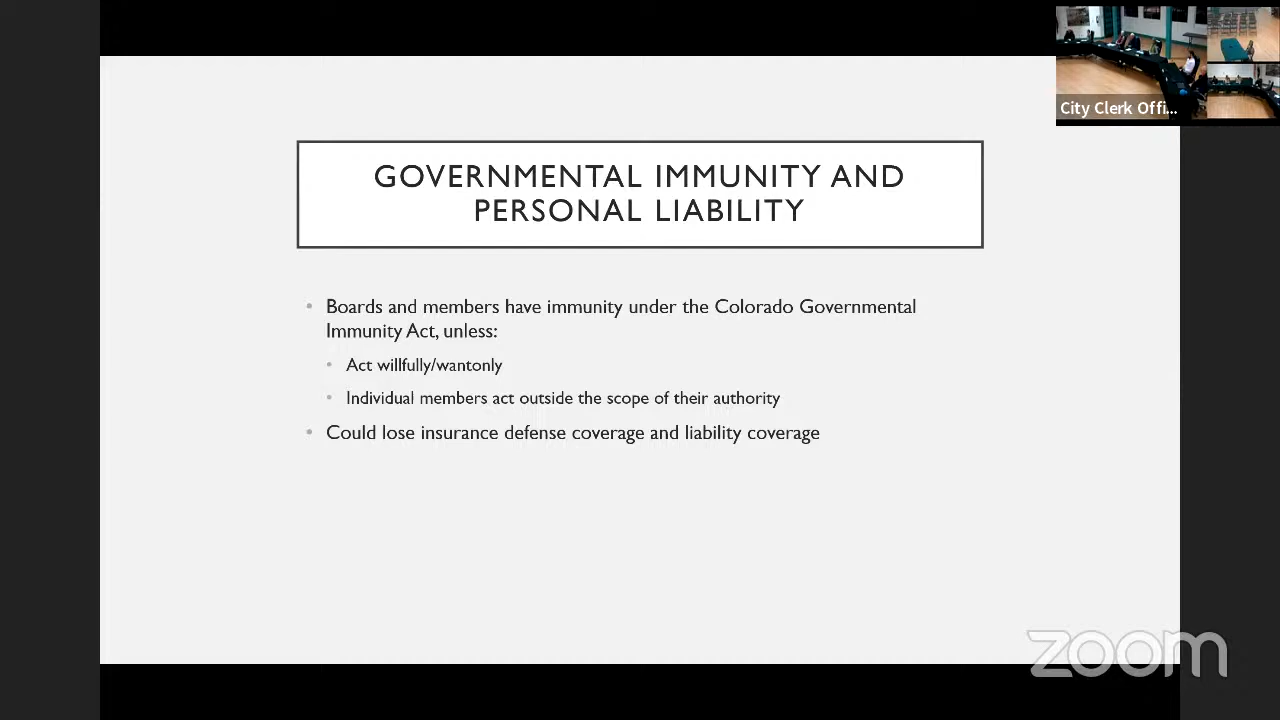 City Clerk Offi...
GOVERNMENTAL IMMUNITY AND
PERSONAL LIABILITY
• Boards and members have immunity under the Colorado Governmental
Immunity Act, unless:
• Act willfully/wantonly
• Individual members act outside the scope of their authority
• Could lose insurance defense coverage and liability coverage
zoom